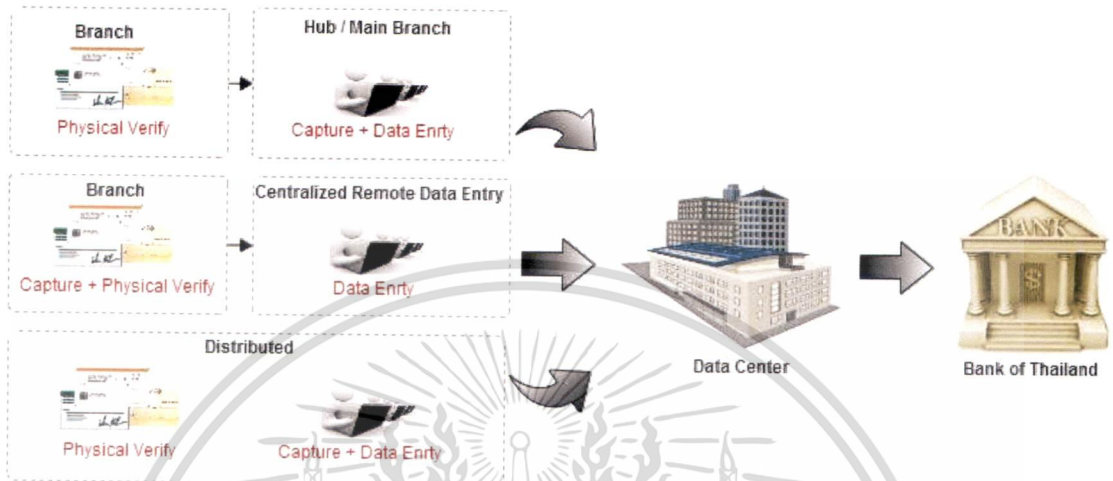 Branch
Physical Verify
Hub / Main Branch
Capture + Data Enrty
Branch
Capture + Physical Verify
Centralized Remote Data Entry
Data Enrty
Distributed
Physical Verify
Capture + Data Enrty
Data Center
BANK
$
Bank of Thailand